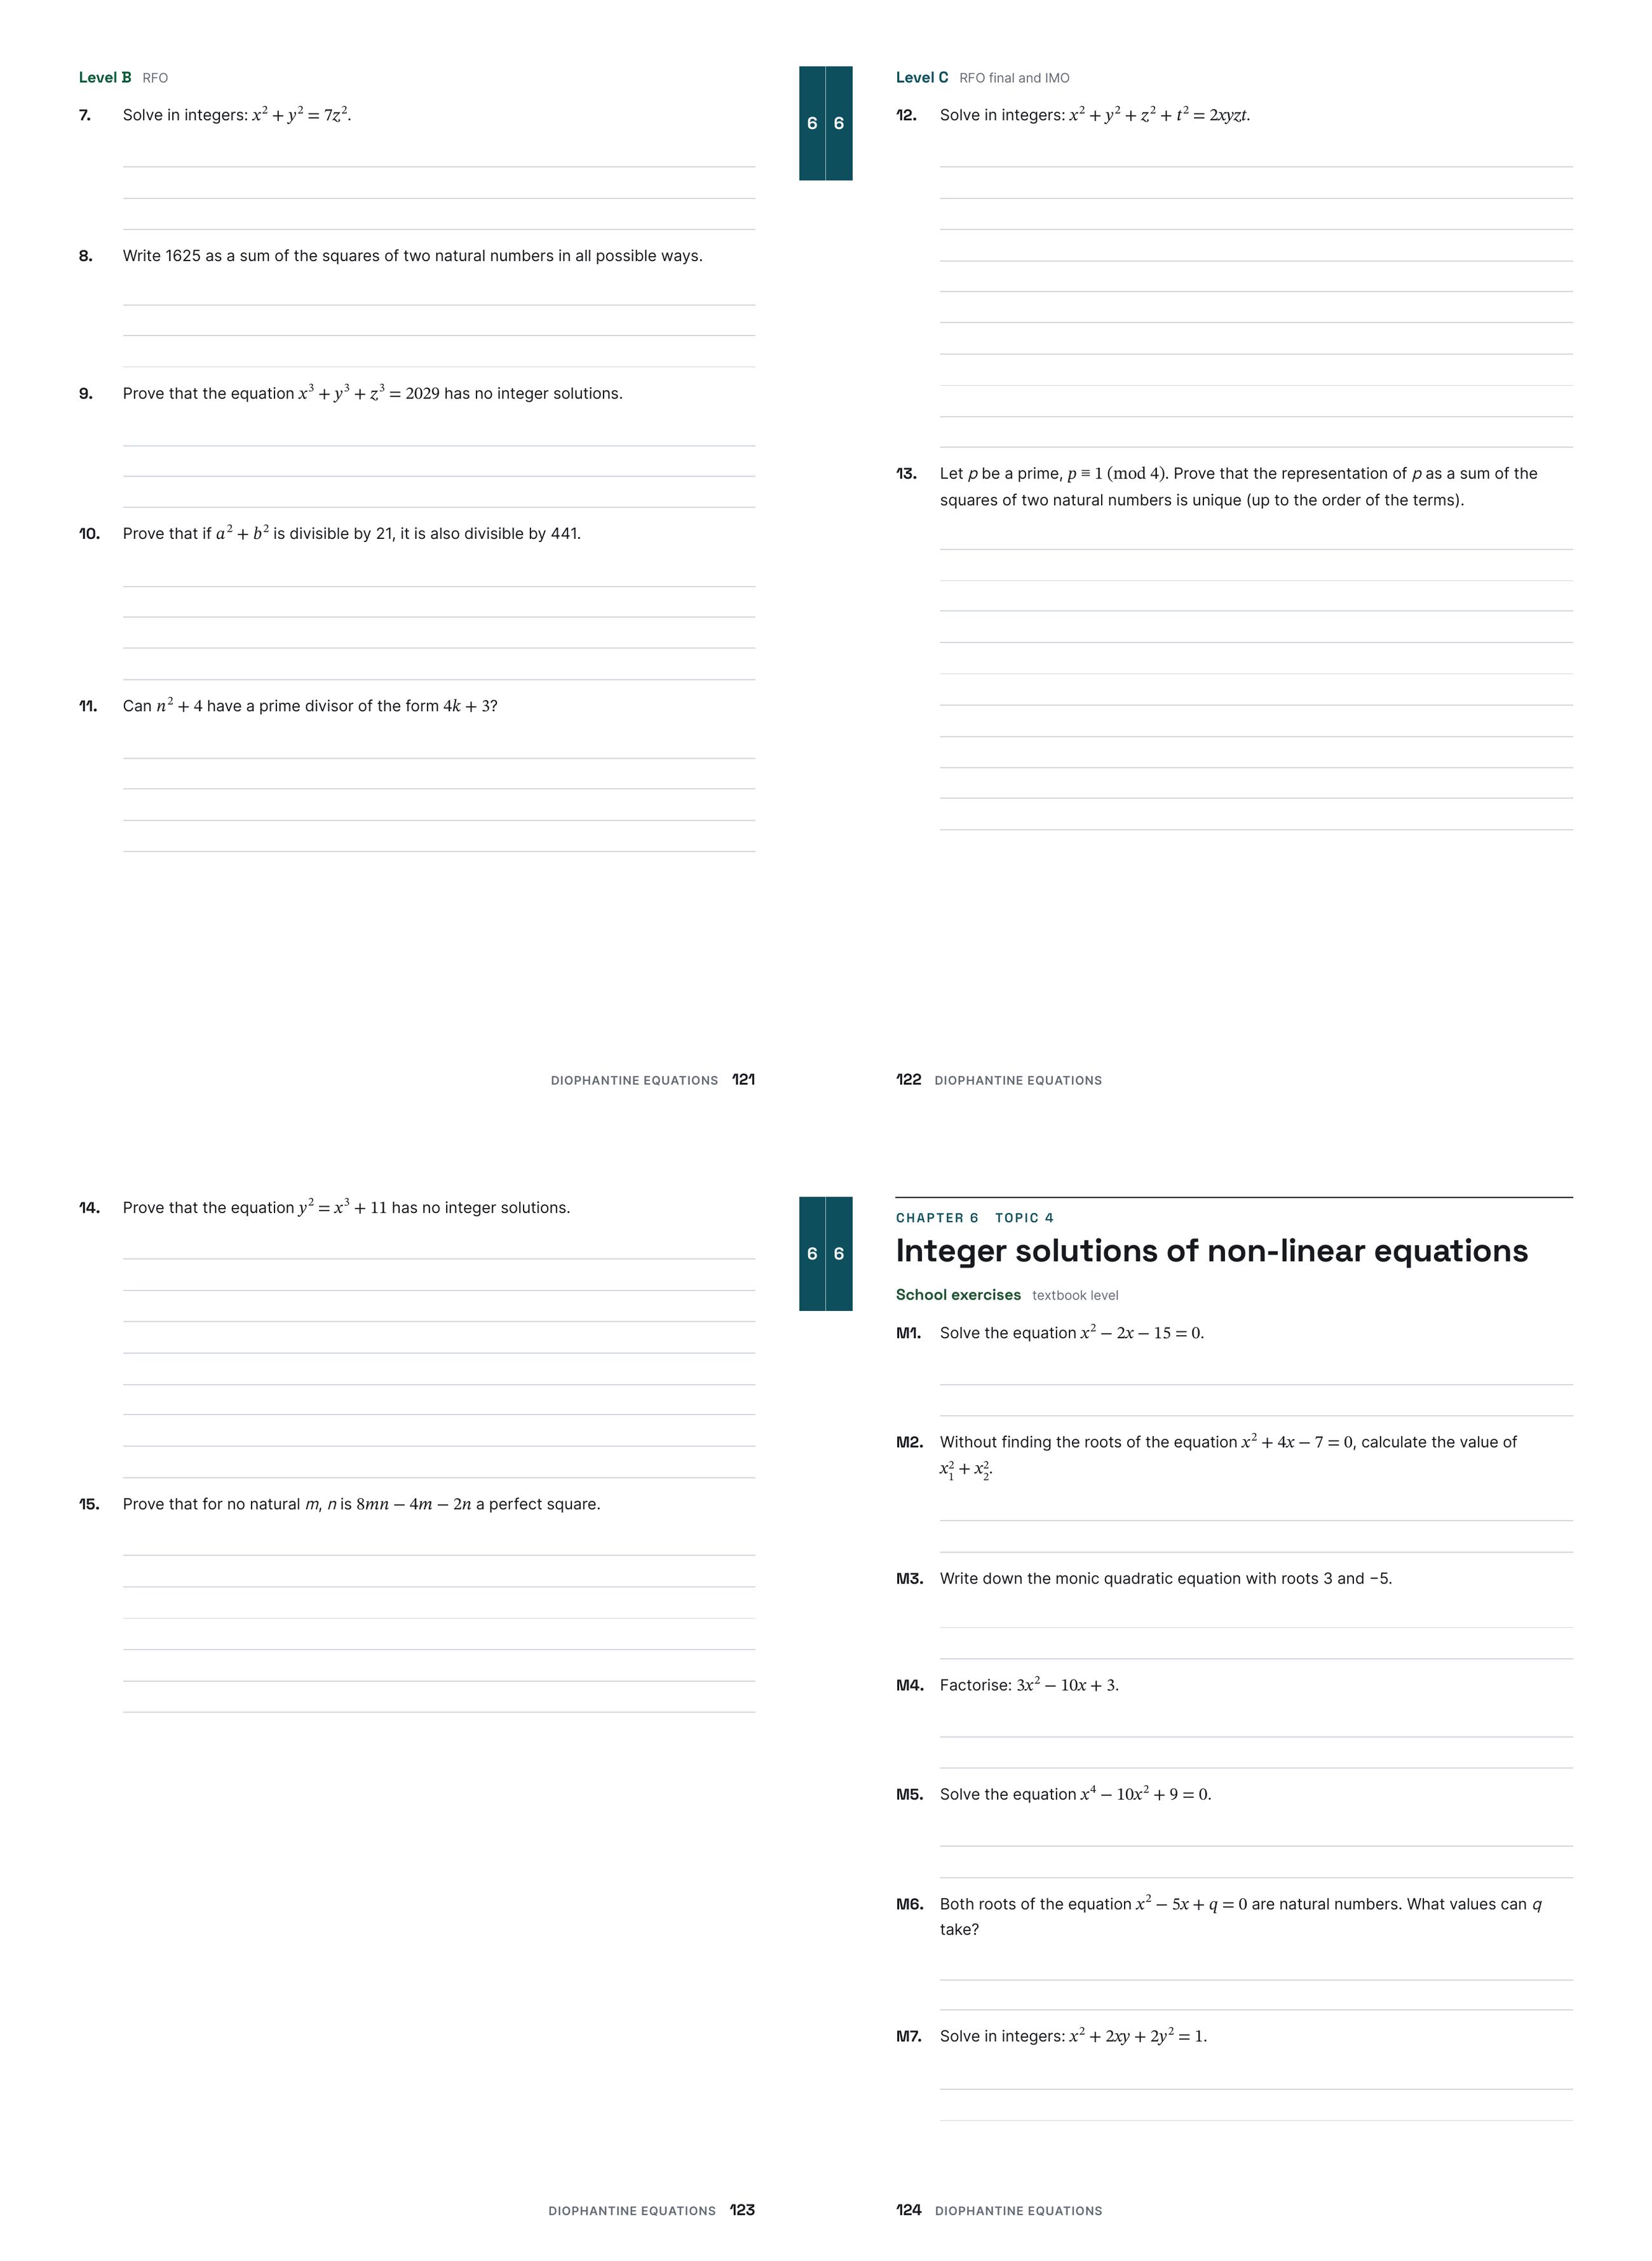 Level B RFO
7. Solve in integers: x² + y² = 7z².
8. Write 1625 as a sum of the squares of two natural numbers in all possible ways.
9. Prove that the equation x³ + y³ + z³ = 2029 has no integer solutions.
10. Prove that if a² + b² is divisible by 21, it is also divisible by 441.
11. Can n² + 4 have a prime divisor of the form 4k + 3?
DIOPHANTINE EQUATIONS 121
6 6
Level C RFO final and IMO
12. Solve in integers: x² + y² + z² + t² = 2xyzt.
13. Let p be a prime, p ≡ 1 (mod 4). Prove that the representation of p as a sum of the
squares of two natural numbers is unique (up to the order of the terms).
122 DIOPHANTINE EQUATIONS
14. Prove that the equation y² = x³ + 11 has no integer solutions.
15. Prove that for no natural m, n is 8mn − 4m − 2n a perfect square.
DIOPHANTINE EQUATIONS 123
6 6
CHAPTER 6 TOPIC 4
Integer solutions of non-linear equations
School exercises textbook level
M1. Solve the equation x² − 2x − 15 = 0.
M2. Without finding the roots of the equation x² + 4x − 7 = 0, calculate the value of
x₁² + x₂².
M3. Write down the monic quadratic equation with roots 3 and −5.
M4. Factorise: 3x² − 10x + 3.
M5. Solve the equation x⁴ − 10x² + 9 = 0.
M6. Both roots of the equation x² − 5x + q = 0 are natural numbers. What values can q
take?
M7. Solve in integers: x² + 2xy + 2y² = 1.
124 DIOPHANTINE EQUATIONS